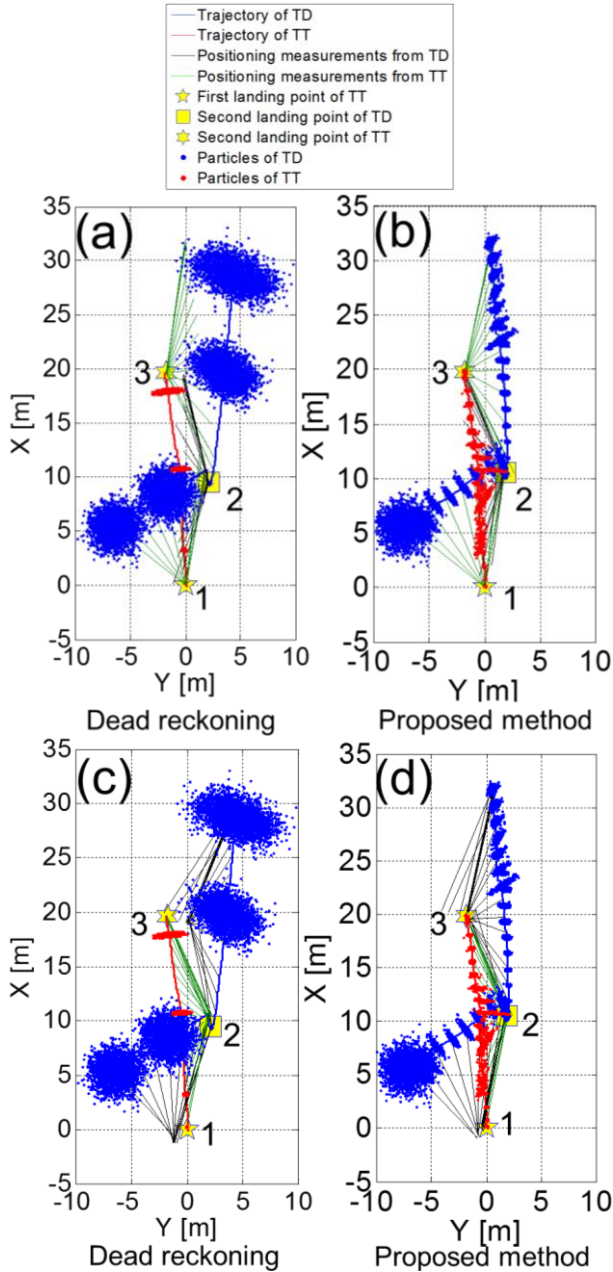 Trajectory of TD
Trajectory of TT
Positioning measurements from TD
Positioning measurements from TT
First landing point of TT
Second landing point of TD
Second landing point of TT
Particles of TD
Particles of TT
(a)
35
30
25
20
15
10
5
0
-5
X [m]
3
2
1
-10 -5 0 5 10
Y [m]
Dead reckoning
(b)
35
30
25
20
15
10
5
0
-5
X [m]
3
2
1
-10 -5 0 5 10
Y [m]
Proposed method
(c)
35
30
25
20
15
10
5
0
-5
X [m]
3
2
1
-10 -5 0 5 10
Y [m]
Dead reckoning
(d)
35
30
25
20
15
10
5
0
-5
X [m]
3
2
1
-10 -5 0 5 10
Y [m]
Proposed method